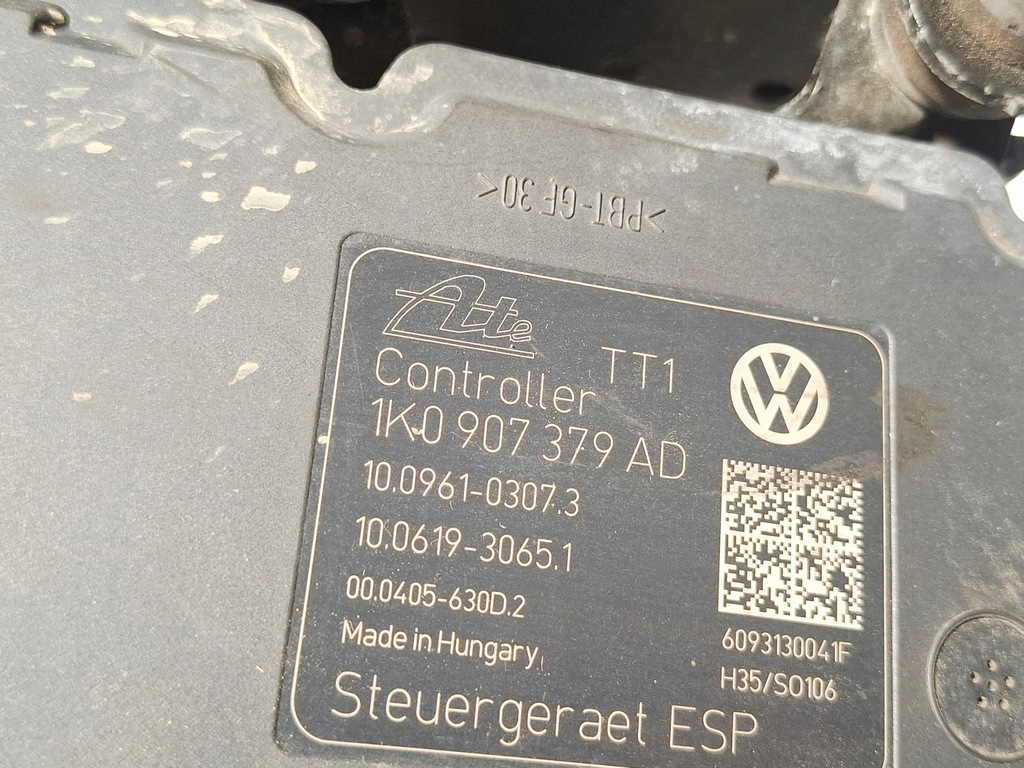 >PBT-GF 30<
Ate
TT1
Controller
1K0 907 379 AD
10.0961-0307.3
10.0619-3065.1
00.0405-630D.2
Made in Hungary
Steuergeraet ESP
VW
6093130041F
H35/S0106